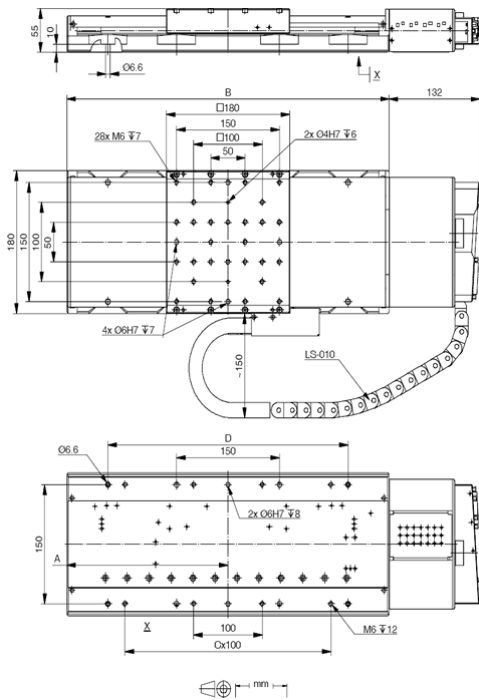 55
10
Ø6.6
X
B
132
□180
150
28x M6 ↧7
□100
2x Ø4H7 ↧6
50
180
150
100
50
4x Ø6H7 ↧7
~150
LS-010
D
Ø6.6
150
2x Ø6H7 ↧8
150
A
X
100
M6 ↧12
Cx100
mm